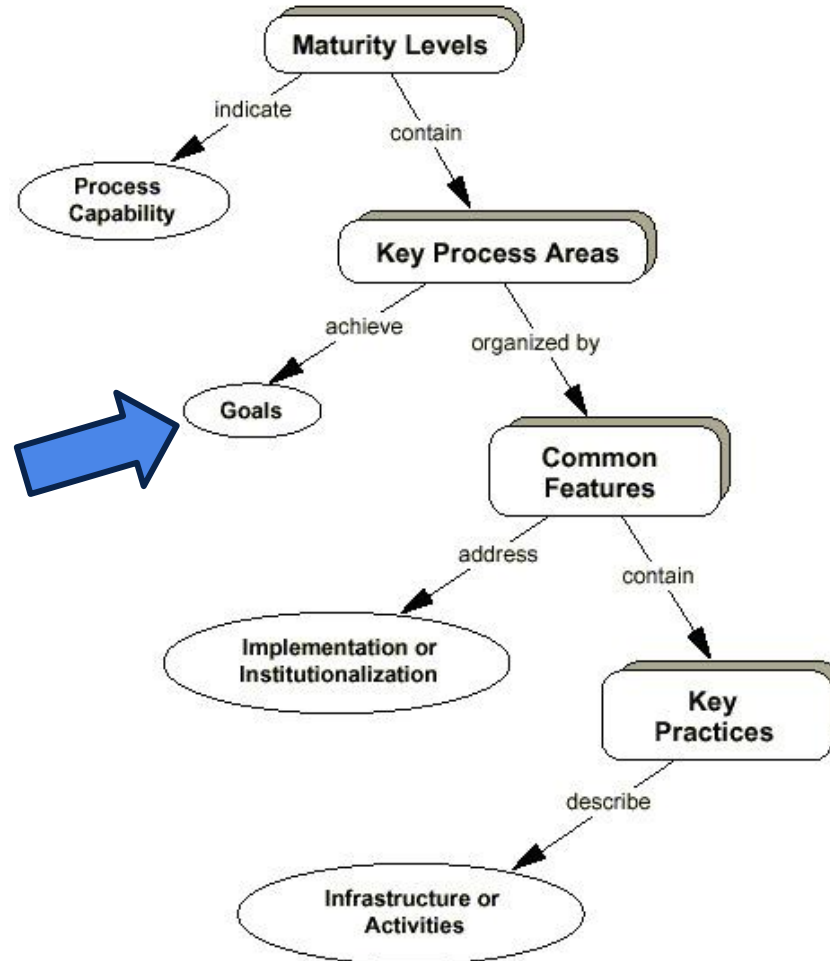 Maturity Levels
indicate
contain
Process
Capability
Key Process Areas
achieve
organized by
Goals
Common
Features
address
contain
Implementation or
Institutionalization
Key
Practices
describe
Infrastructure or
Activities